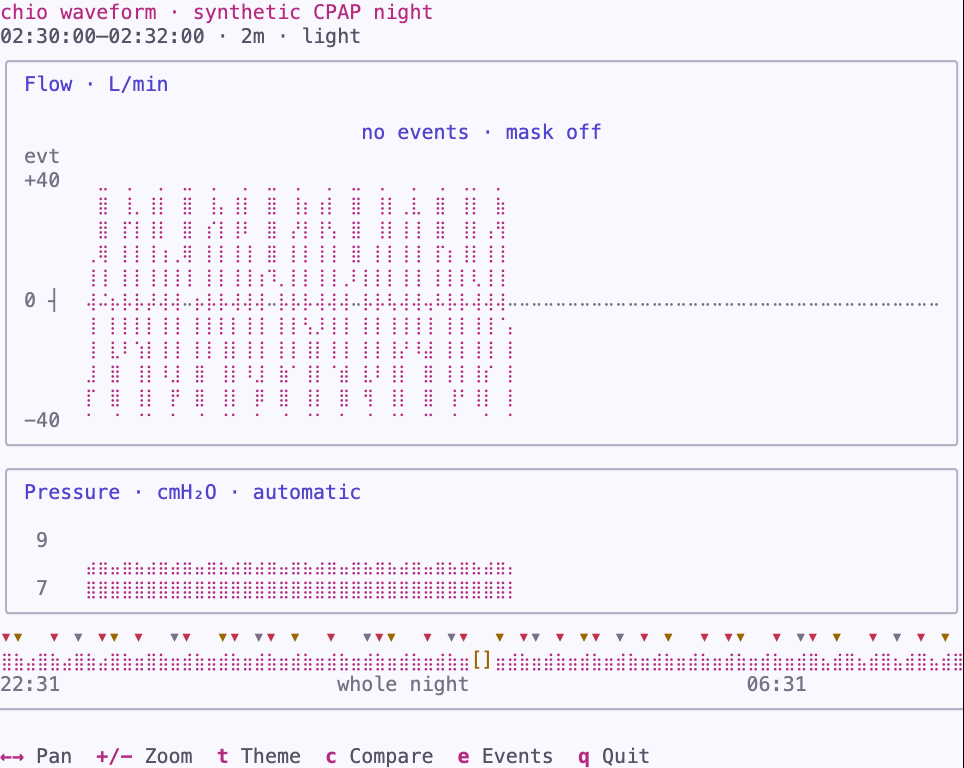 chio waveform · synthetic CPAP night
02:30:00–02:32:00 · 2m · light
Flow · L/min
no events · mask off
evt
+40
0
−40
Pressure · cmH₂O · automatic
9
7
[]
22:31 whole night 06:31
←→ Pan +/− Zoom t Theme c Compare e Events q Quit